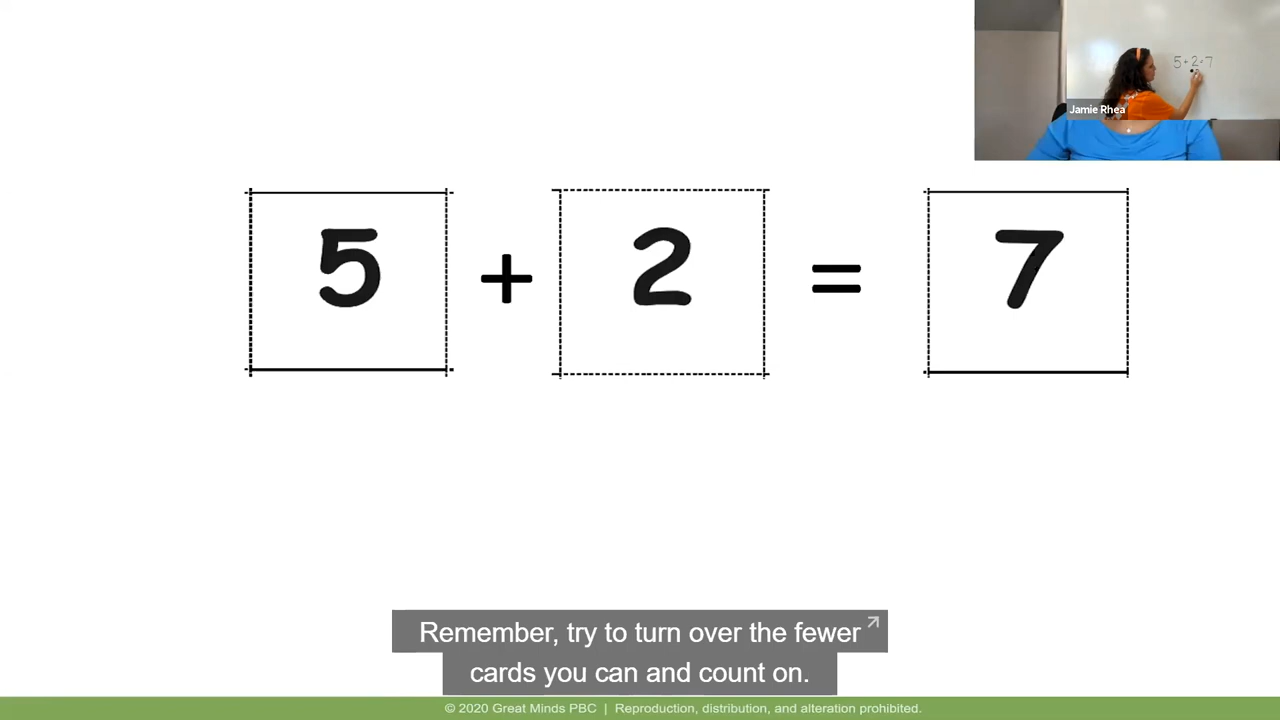 5 + 2 = 7
Jamie Rhea
5 + 2 = 7
Remember, try to turn over the fewer
cards you can and count on.
© 2020 Great Minds PBC | Reproduction, distribution, and alteration prohibited.